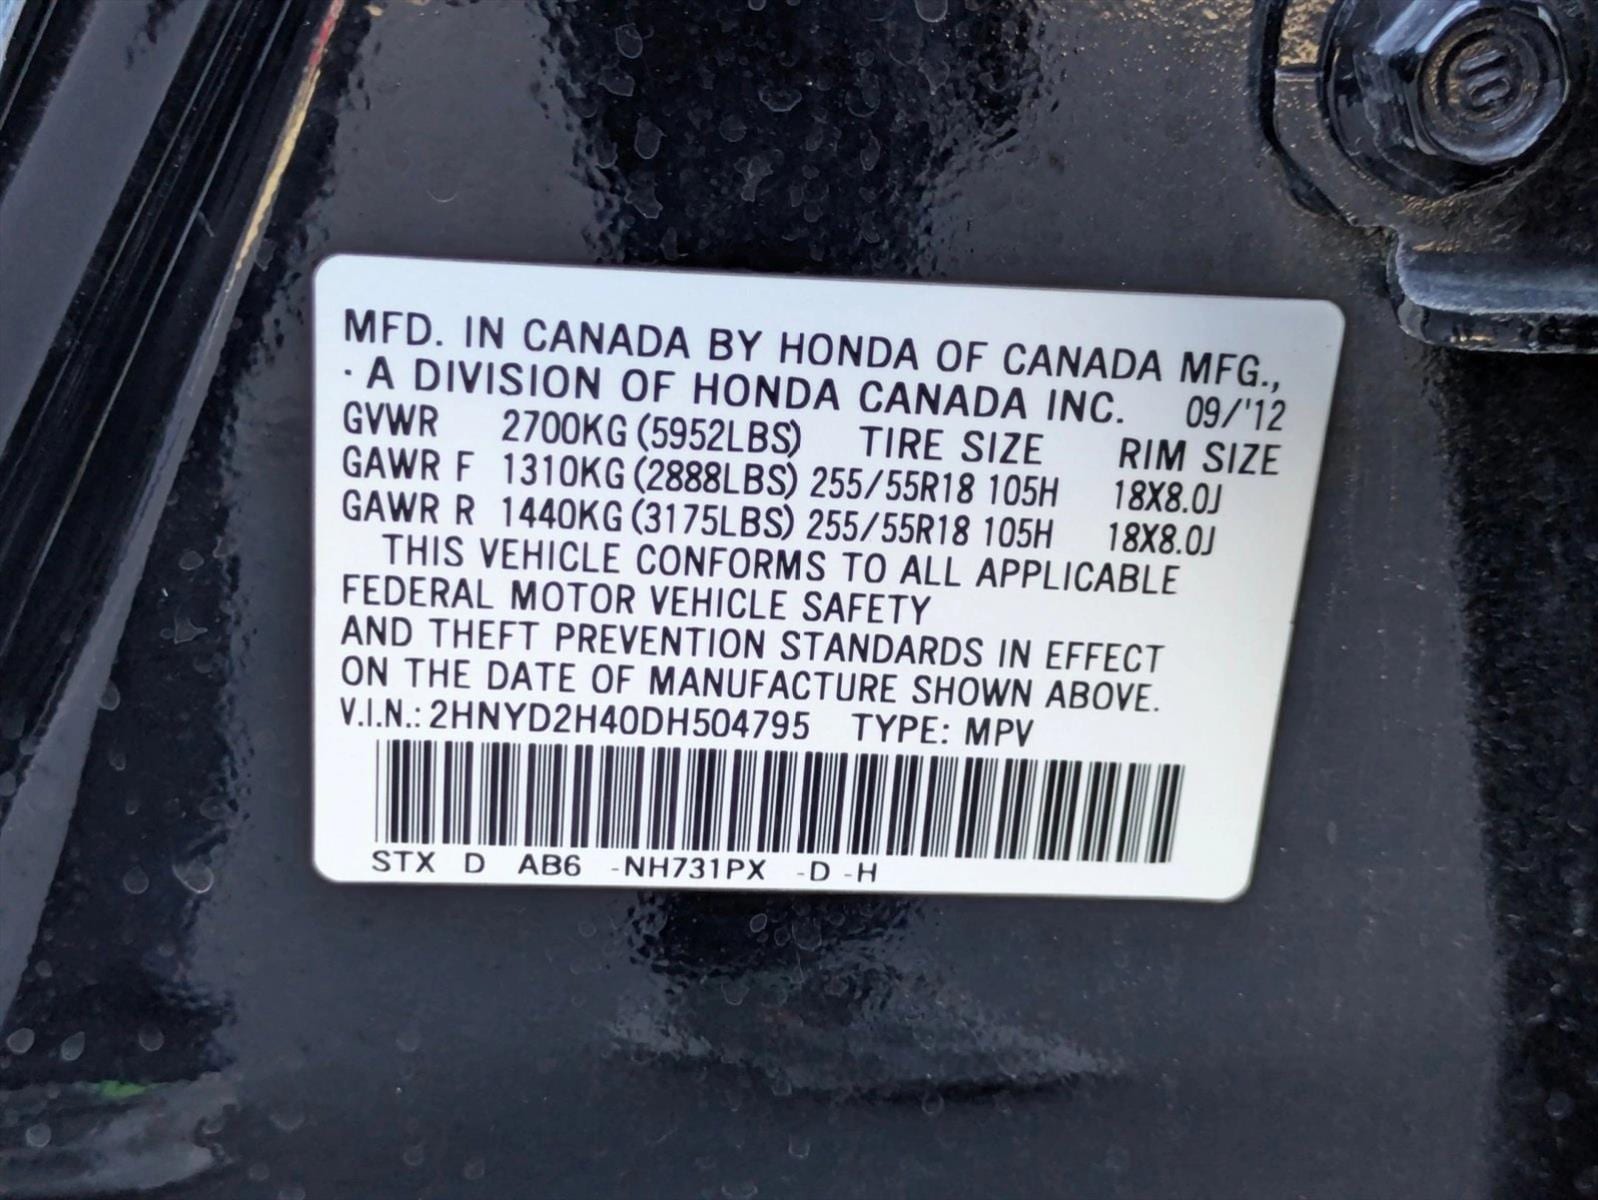 MFD. IN CANADA BY HONDA OF CANADA MFG.,
· A DIVISION OF HONDA CANADA INC. 09/'12
GVWR 2700KG (5952LBS) TIRE SIZE RIM SIZE
GAWR F 1310KG (2888LBS) 255/55R18 105H 18X8.0J
GAWR R 1440KG (3175LBS) 255/55R18 105H 18X8.0J
THIS VEHICLE CONFORMS TO ALL APPLICABLE
FEDERAL MOTOR VEHICLE SAFETY
AND THEFT PREVENTION STANDARDS IN EFFECT
ON THE DATE OF MANUFACTURE SHOWN ABOVE.
V.I.N.: 2HNYD2H40DH504795 TYPE: MPV
STX D AB6 -NH731PX -D -H